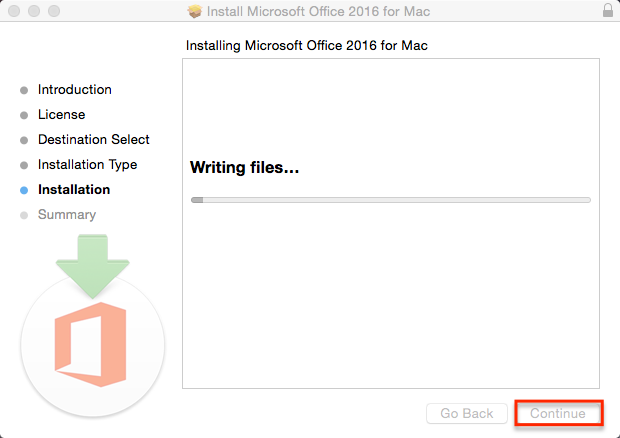 Install Microsoft Office 2016 for Mac
Installing Microsoft Office 2016 for Mac
Introduction
License
Destination Select
Installation Type
Installation
Summary
Writing files...
Go Back
Continue